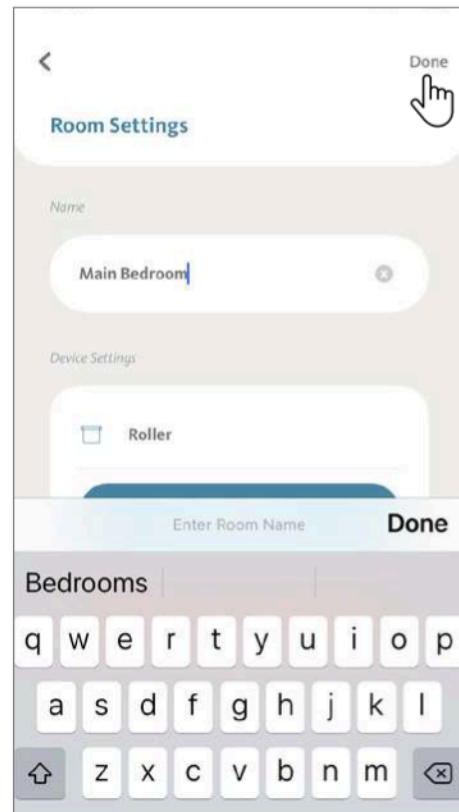 Done
Room Settings
Name
Main Bedroom
Device Settings
Roller
Enter Room Name Done
Bedrooms
q w e r t y u i o p
a s d f g h j k l
z x c v b n m